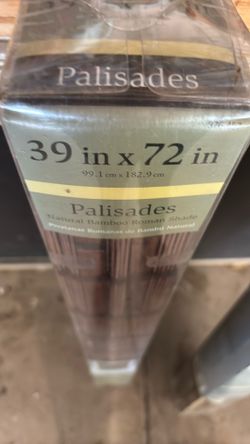 Palisades
39 in x 72 in
99.1 cm x 182.9 cm
Palisades
Natural Bamboo Roman Shade
Persianas Romanas de Bambú Natural